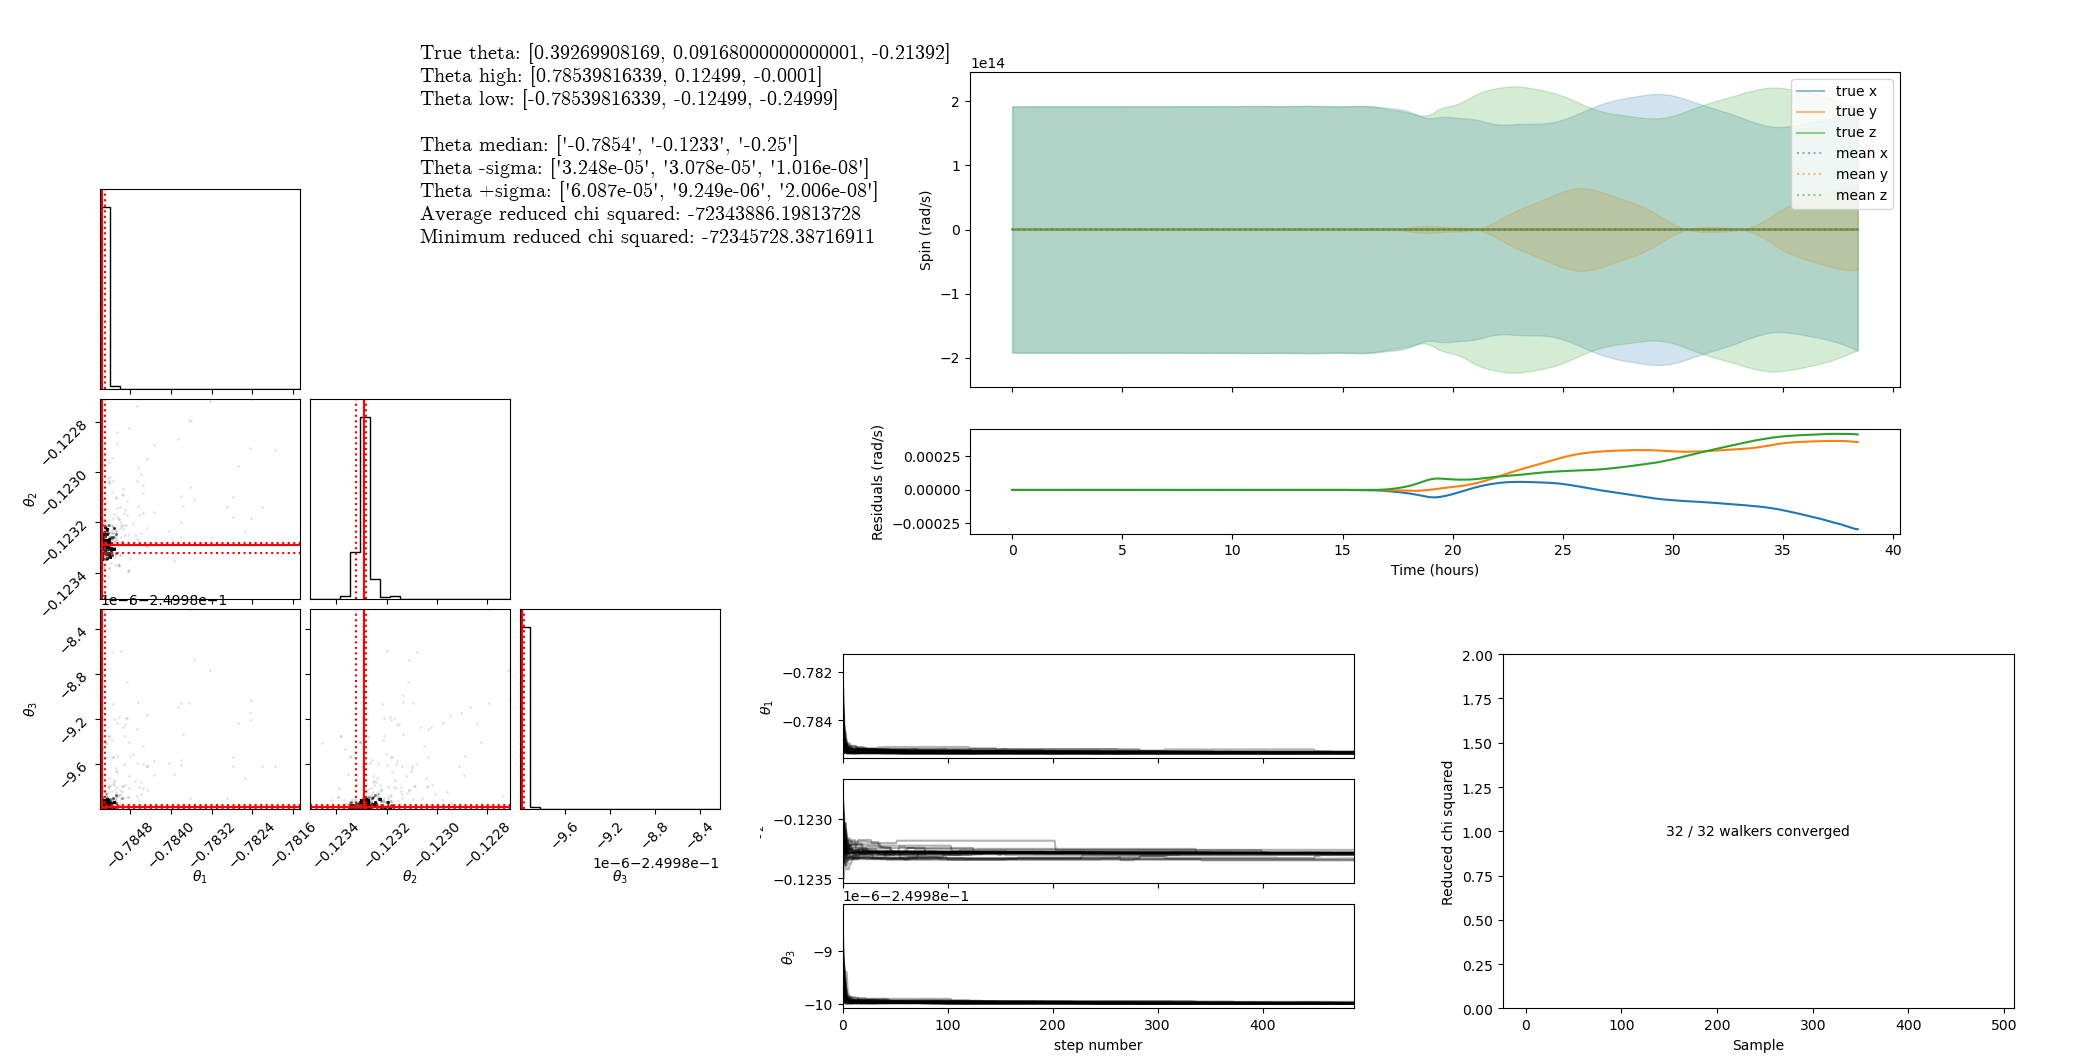 True theta: [0.39269908169, 0.09168000000000001, -0.21392]
Theta high: [0.78539816339, 0.12499, -0.0001]
Theta low: [-0.78539816339, -0.12499, -0.24999]
Theta median: ['-0.7854', '-0.1233', '-0.25']
Theta -sigma: ['3.248e-05', '3.078e-05', '1.016e-08']
Theta +sigma: ['6.087e-05', '9.249e-06', '2.006e-08']
Average reduced chi squared: -72343886.19813728
Minimum reduced chi squared: -72345728.38716911
1e14
2
1
0
−1
−2
Spin (rad/s)
true x
true y
true z
mean x
mean y
mean z
0.00025
0.00000
−0.00025
Residuals (rad/s)
0 5 10 15 20 25 30 35 40
Time (hours)
−0.1228
−0.1230
−0.1232
−0.1234
θ2
1e−6−2.4998e−1
−8.4
−8.8
−9.2
−9.6
θ3
−0.7848 −0.7840 −0.7832 −0.7824 −0.7816
θ1
−0.1234 −0.1232 −0.1230 −0.1228
θ2
−9.6 −9.2 −8.8 −8.4
1e−6−2.4998e−1
θ3
−0.782
−0.784
θ1
−0.1230
−0.1235
1e−6−2.4998e−1
−9
−10
θ3
0 100 200 300 400
step number
2.00
1.75
1.50
1.25
1.00
0.75
0.50
0.25
0.00
Reduced chi squared
32 / 32 walkers converged
0 100 200 300 400 500
Sample